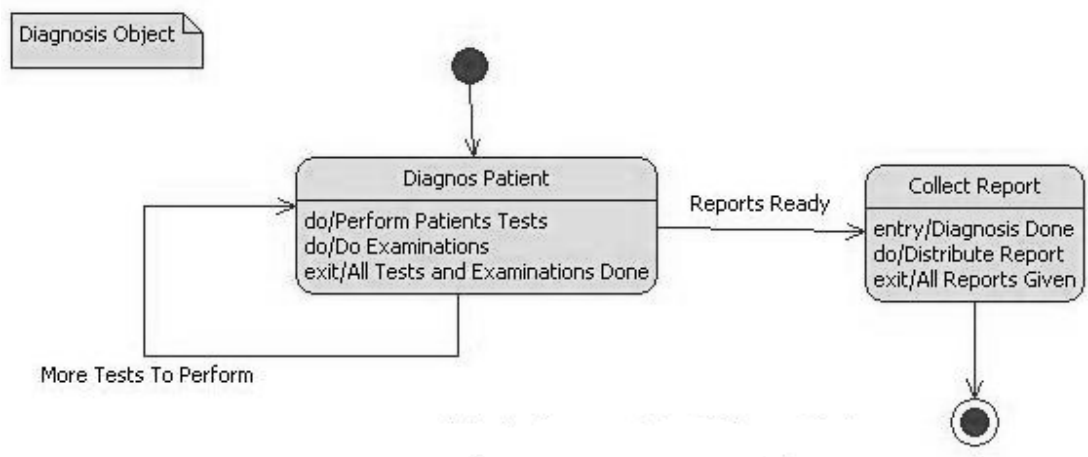 Diagnosis Object
Diagnos Patient
do/Perform Patients Tests
do/Do Examinations
exit/All Tests and Examinations Done
Reports Ready
Collect Report
entry/Diagnosis Done
do/Distribute Report
exit/All Reports Given
More Tests To Perform